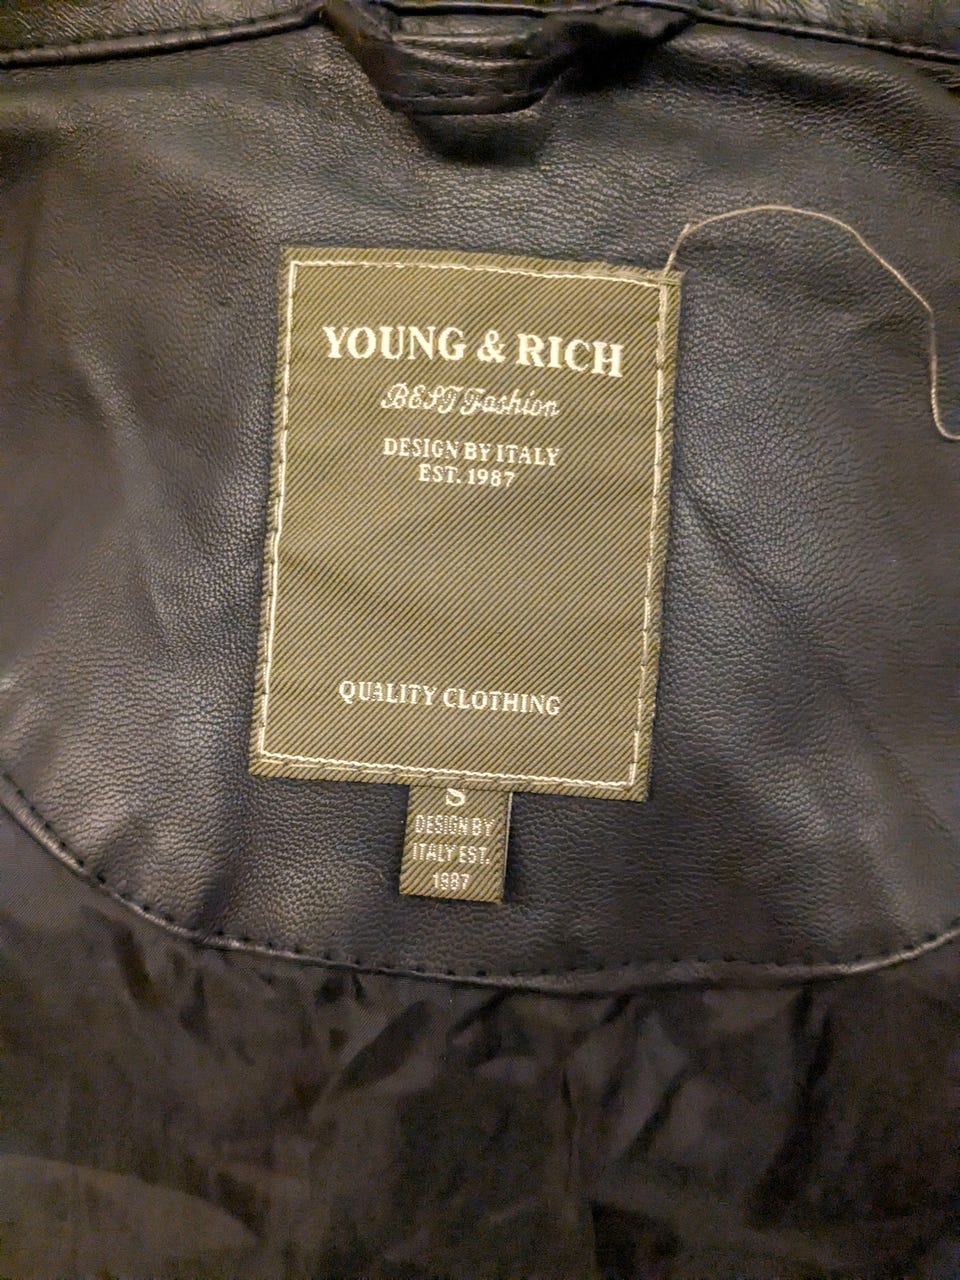 YOUNG & RICH
BEST Fashion
DESIGN BY ITALY
EST. 1987
QUALITY CLOTHING
S
DESIGN BY
ITALY EST.
1987